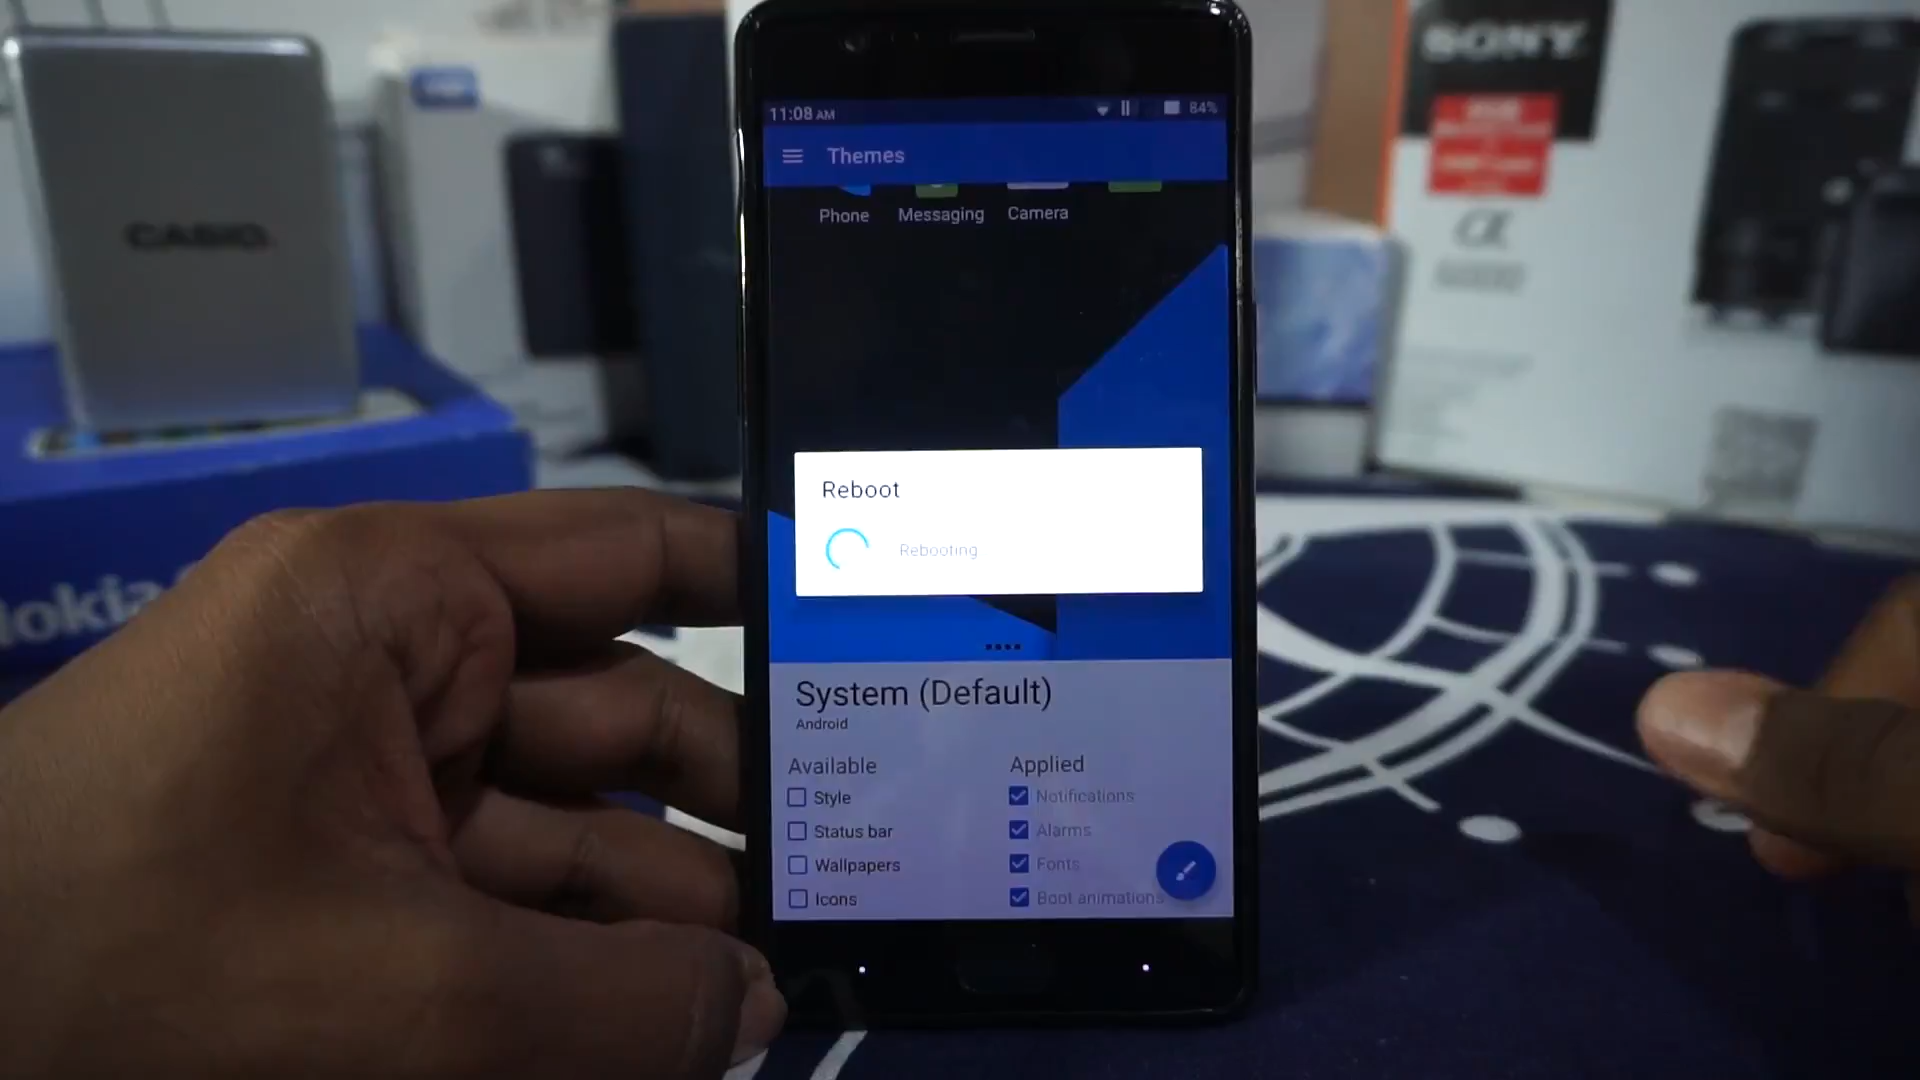 SONY
CASIO
11:08 AM
84%
Themes
Phone
Messaging
Camera
Reboot
Rebooting
System (Default)
Android
Available
Applied
Style
Notifications
Status bar
Alarms
Wallpapers
Fonts
Icons
Boot animations